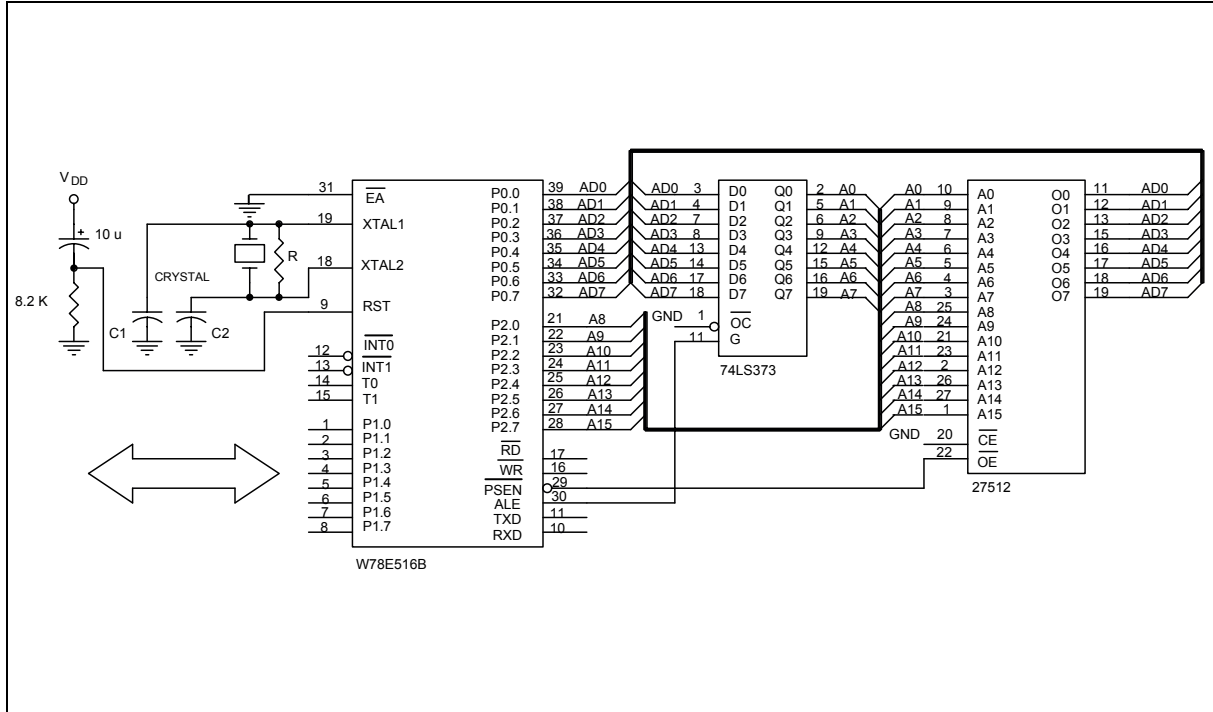 V DD
10 u
8.2 K
C1
CRYSTAL
C2
R
31 EA
19 XTAL1
18 XTAL2
9 RST
12 INT0
13 INT1
14 T0
15 T1
1 P1.0
2 P1.1
3 P1.2
4 P1.3
5 P1.4
6 P1.5
7 P1.6
8 P1.7
P0.0 39 AD0
P0.1 38 AD1
P0.2 37 AD2
P0.3 36 AD3
P0.4 35 AD4
P0.5 34 AD5
P0.6 33 AD6
P0.7 32 AD7
P2.0 21 A8
P2.1 22 A9
P2.2 23 A10
P2.3 24 A11
P2.4 25 A12
P2.5 26 A13
P2.6 27 A14
P2.7 28 A15
RD 17
WR 16
PSEN 29
ALE 30
TXD 11
RXD 10
W78E516B
AD0 3 D0 Q0 2 A0
AD1 4 D1 Q1 5 A1
AD2 7 D2 Q2 6 A2
AD3 8 D3 Q3 9 A3
AD4 13 D4 Q4 12 A4
AD5 14 D5 Q5 15 A5
AD6 17 D6 Q6 16 A6
AD7 18 D7 Q7 19 A7
GND 1 OC
11 G
74LS373
A0 10 A0 O0 11 AD0
A1 9 A1 O1 12 AD1
A2 8 A2 O2 13 AD2
A3 7 A3 O3 15 AD3
A4 6 A4 O4 16 AD4
A5 5 A5 O5 17 AD5
A6 4 A6 O6 18 AD6
A7 3 A7 O7 19 AD7
A8 25 A8
A9 24 A9
A10 21 A10
A11 23 A11
A12 2 A12
A13 26 A13
A14 27 A14
A15 1 A15
GND 20 CE
22 OE
27512